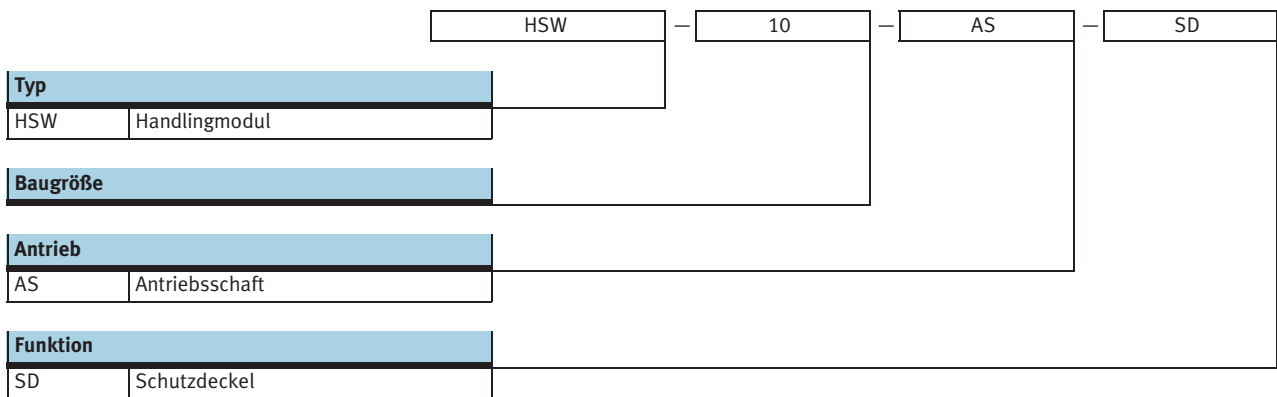 HSW — 10 — AS — SD
Typ
HSW Handlingmodul
Baugröße
Antrieb
AS Antriebsschaft
Funktion
SD Schutzdeckel